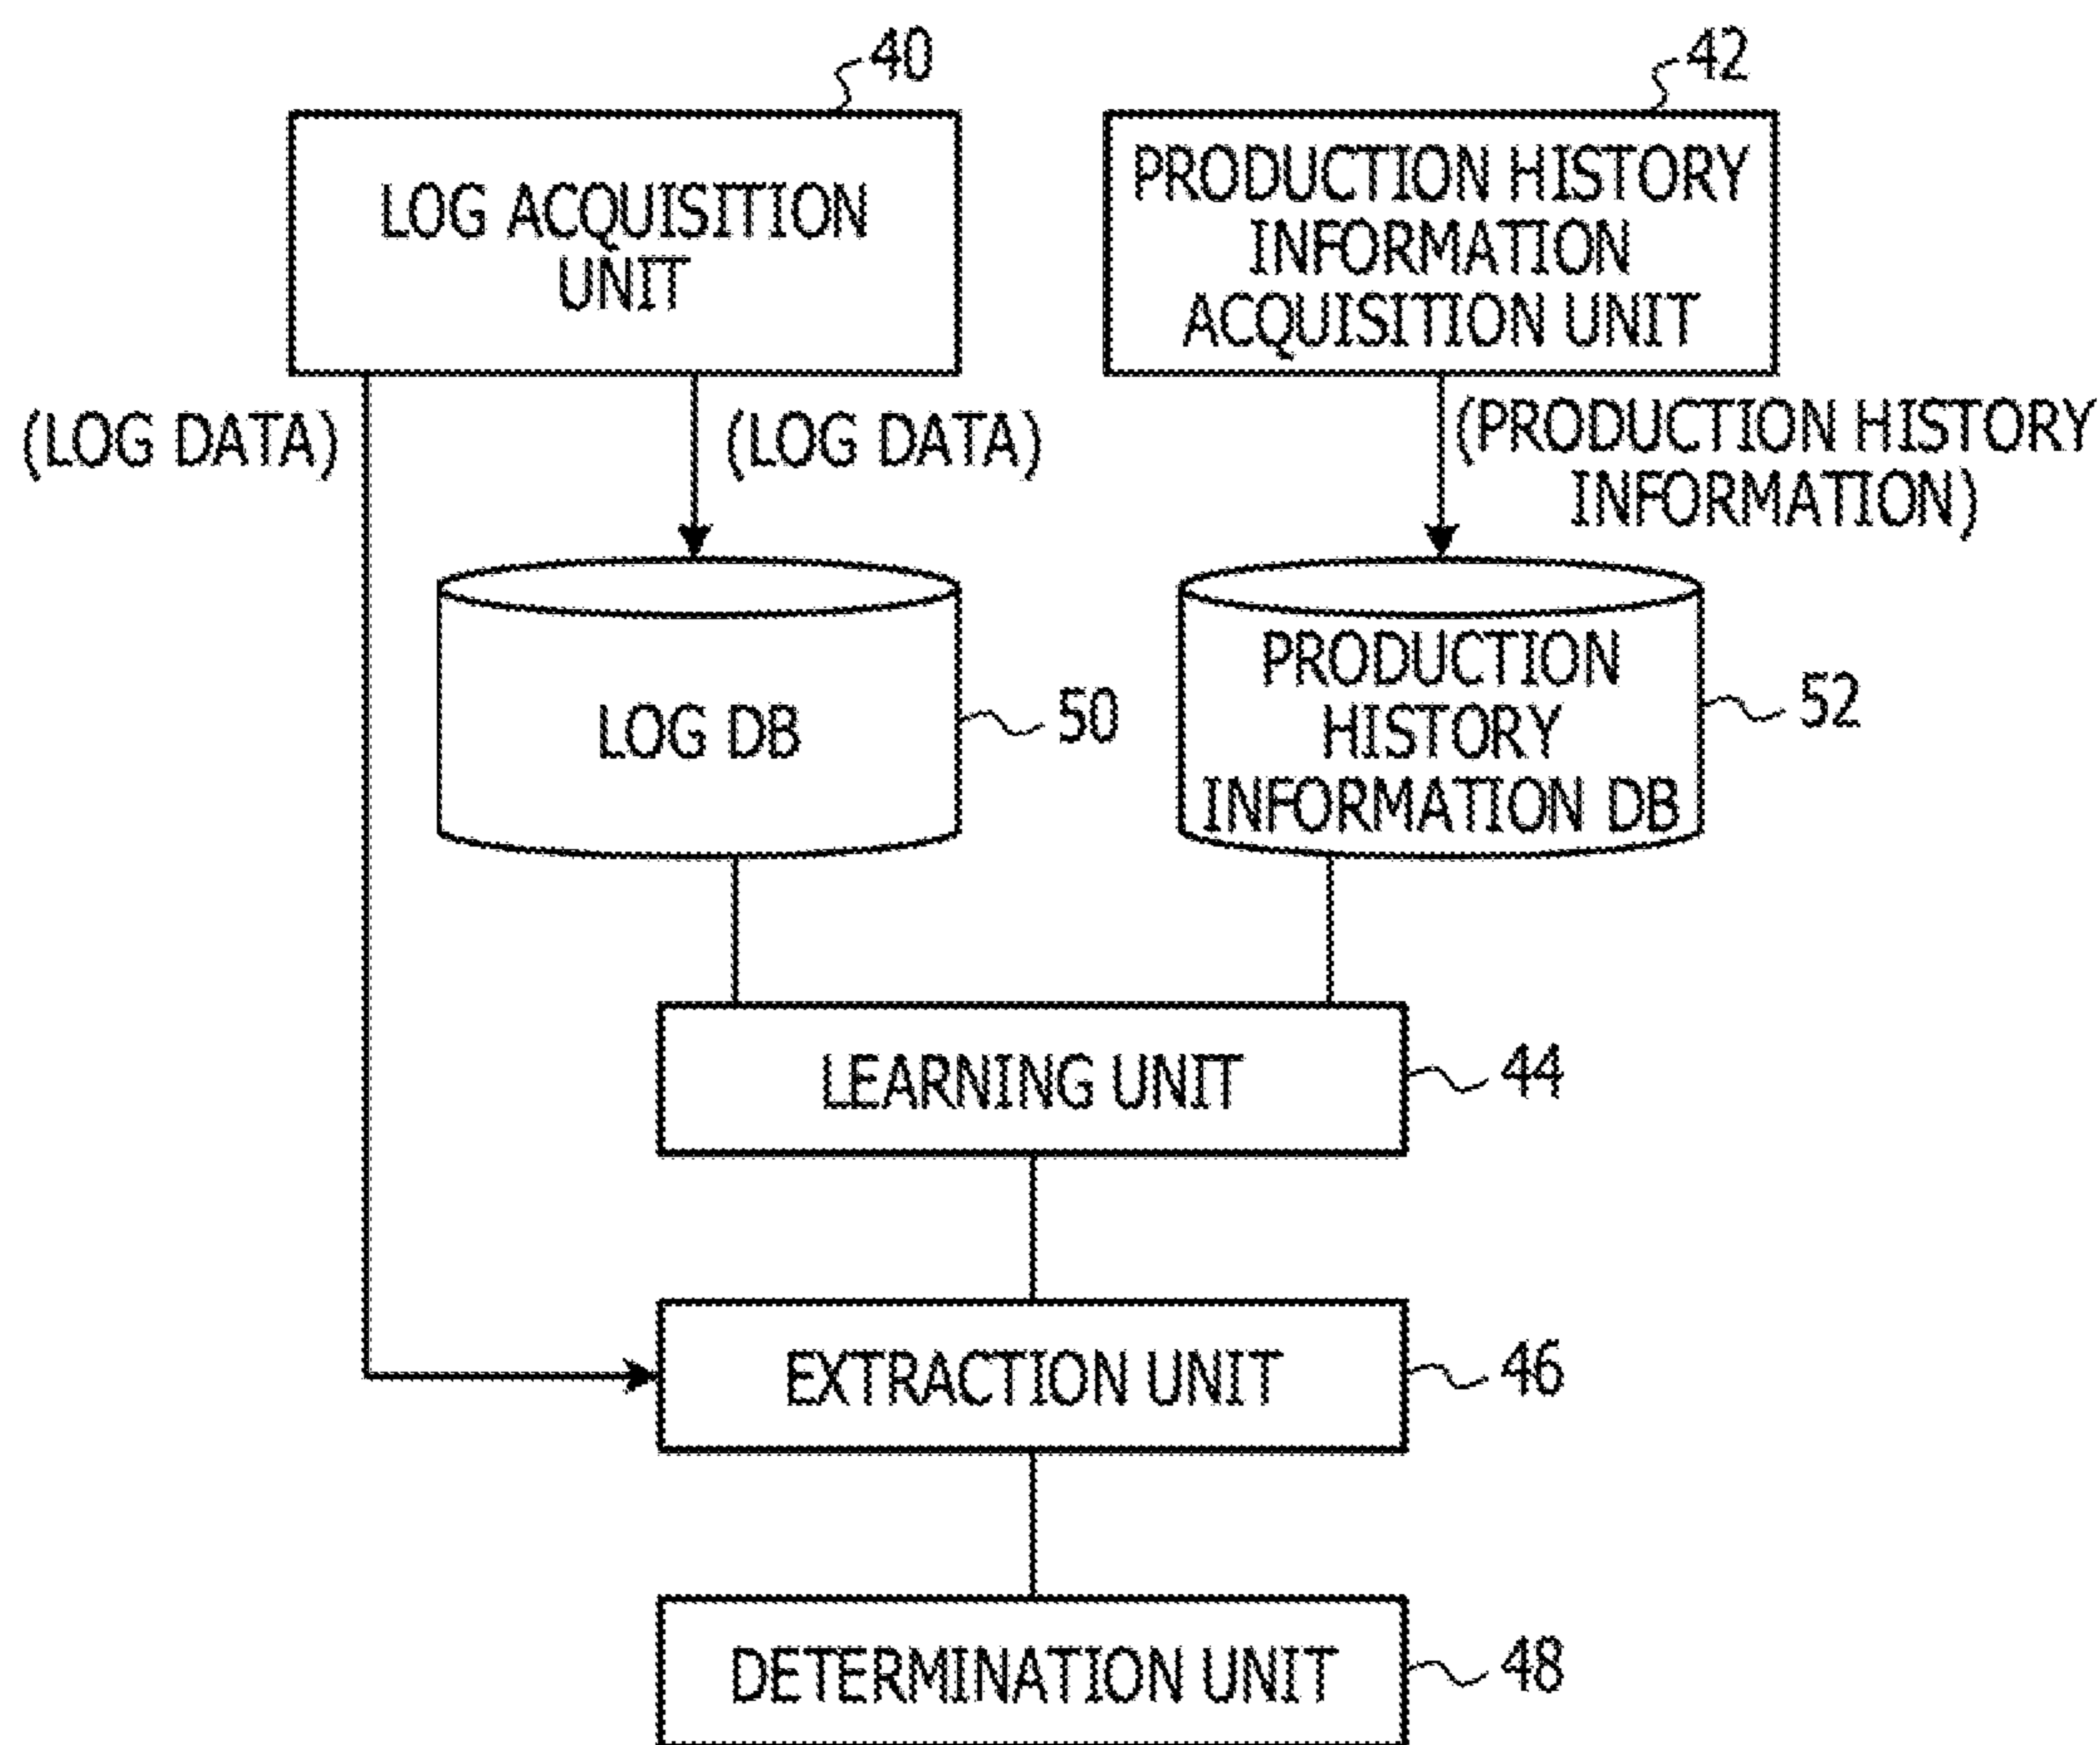 40
42
LOG ACQUISITION
UNIT
PRODUCTION HISTORY
INFORMATION
ACQUISITION UNIT
(LOG DATA)
(LOG DATA)
(PRODUCTION HISTORY
INFORMATION)
LOG DB
50
PRODUCTION
HISTORY
INFORMATION DB
52
LEARNING UNIT
44
EXTRACTION UNIT
46
DETERMINATION UNIT
48